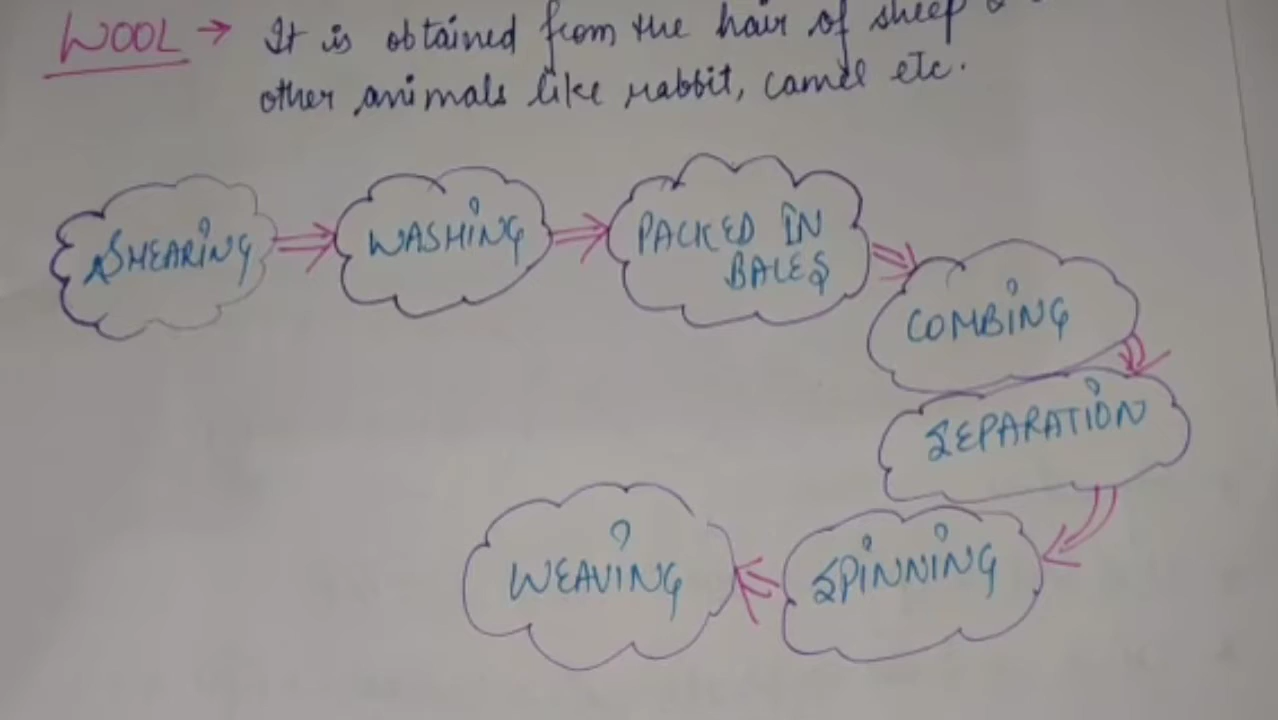 WOOL → It is obtained from the hair of sheep
other animals like rabbit, camel etc.
SHEARING
WASHING
PACKED IN
BALES
COMBING
SEPARATION
SPINNING
WEAVING